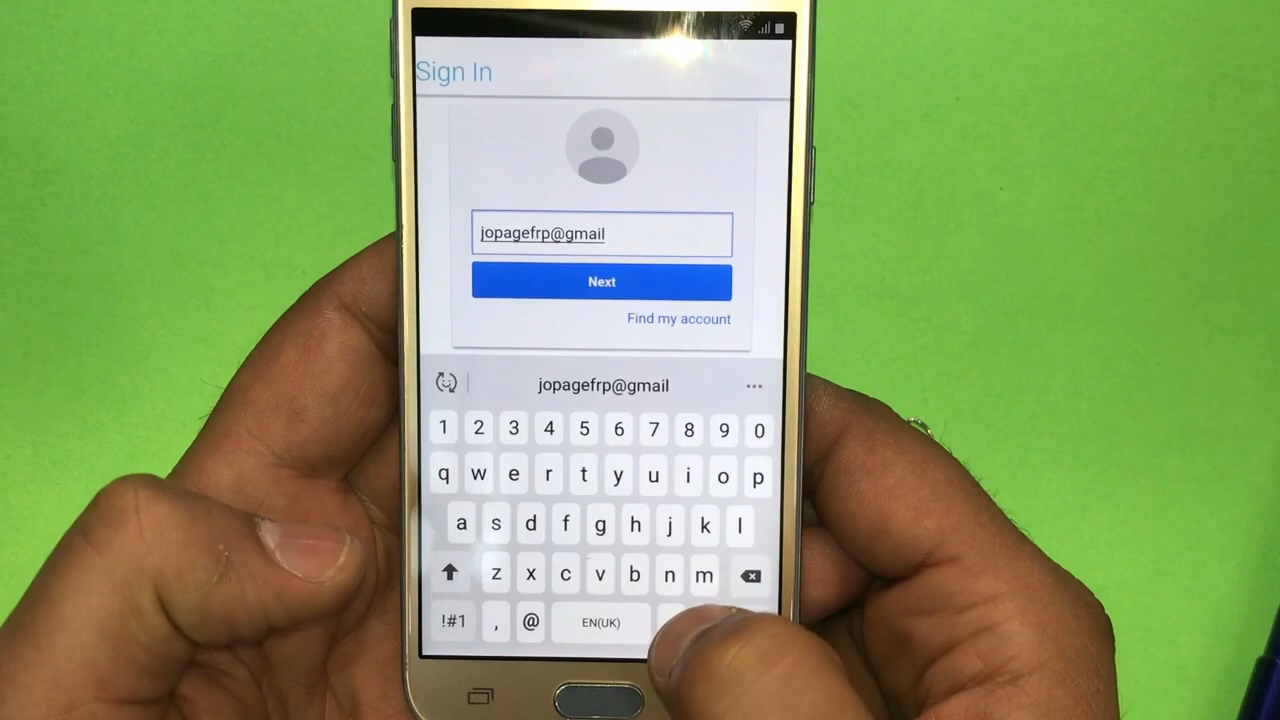 Sign In
jopagefrp@gmail
Next
Find my account
jopagefrp@gmail
1 2 3 4 5 6 7 8 9 0
q w e r t y u i o p
a s d f g h j k l
z x c v b n m
!#1 , @ EN(UK)